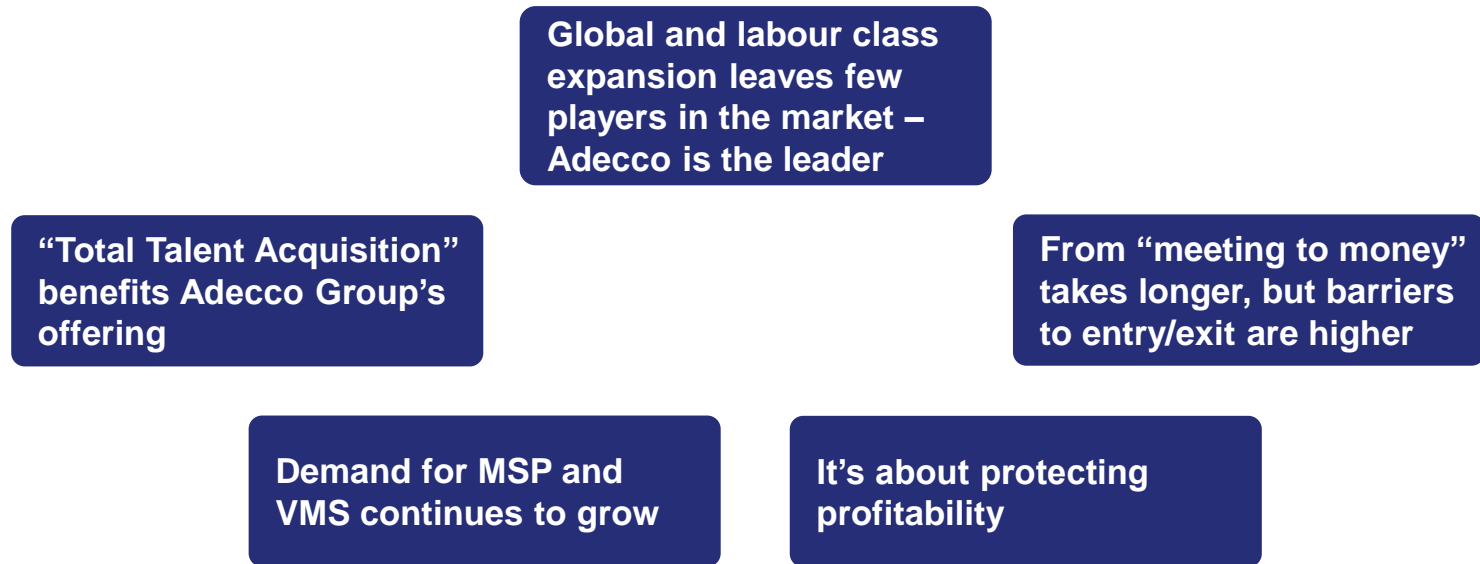 Global and labour class
expansion leaves few
players in the market –
Adecco is the leader
“Total Talent Acquisition”
benefits Adecco Group’s
offering
From “meeting to money”
takes longer, but barriers
to entry/exit are higher
Demand for MSP and
VMS continues to grow
It’s about protecting
profitability